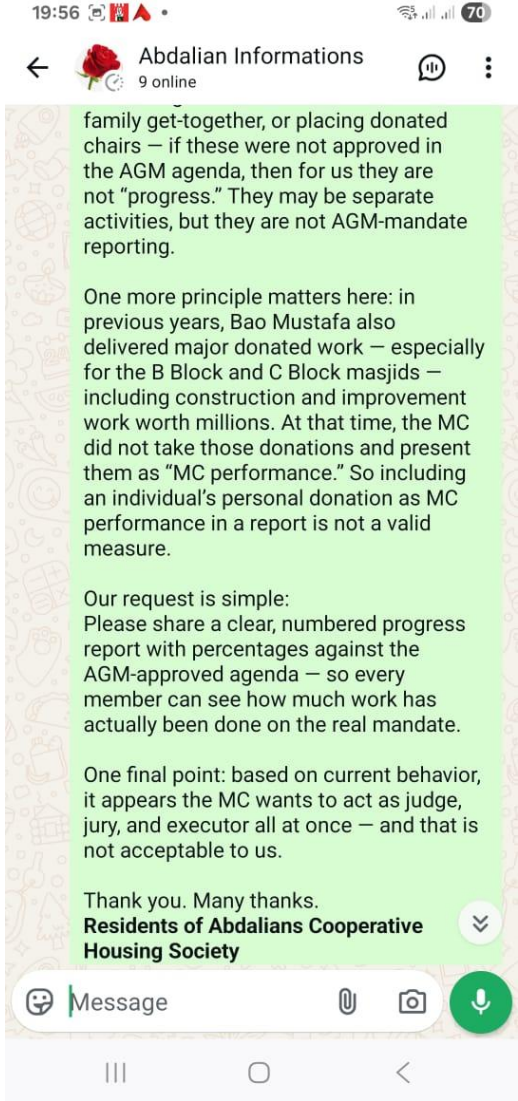 19:56
70
Abdalian Informations
9 online
family get-together, or placing donated
chairs — if these were not approved in
the AGM agenda, then for us they are
not “progress.” They may be separate
activities, but they are not AGM-mandate
reporting.
One more principle matters here: in
previous years, Bao Mustafa also
delivered major donated work — especially
for the B Block and C Block masjids —
including construction and improvement
work worth millions. At that time, the MC
did not take those donations and present
them as “MC performance.” So including
an individual’s personal donation as MC
performance in a report is not a valid
measure.
Our request is simple:
Please share a clear, numbered progress
report with percentages against the
AGM-approved agenda — so every
member can see how much work has
actually been done on the real mandate.
One final point: based on current behavior,
it appears the MC wants to act as judge,
jury, and executor all at once — and that is
not acceptable to us.
Thank you. Many thanks.
Residents of Abdalians Cooperative
Housing Society
Message